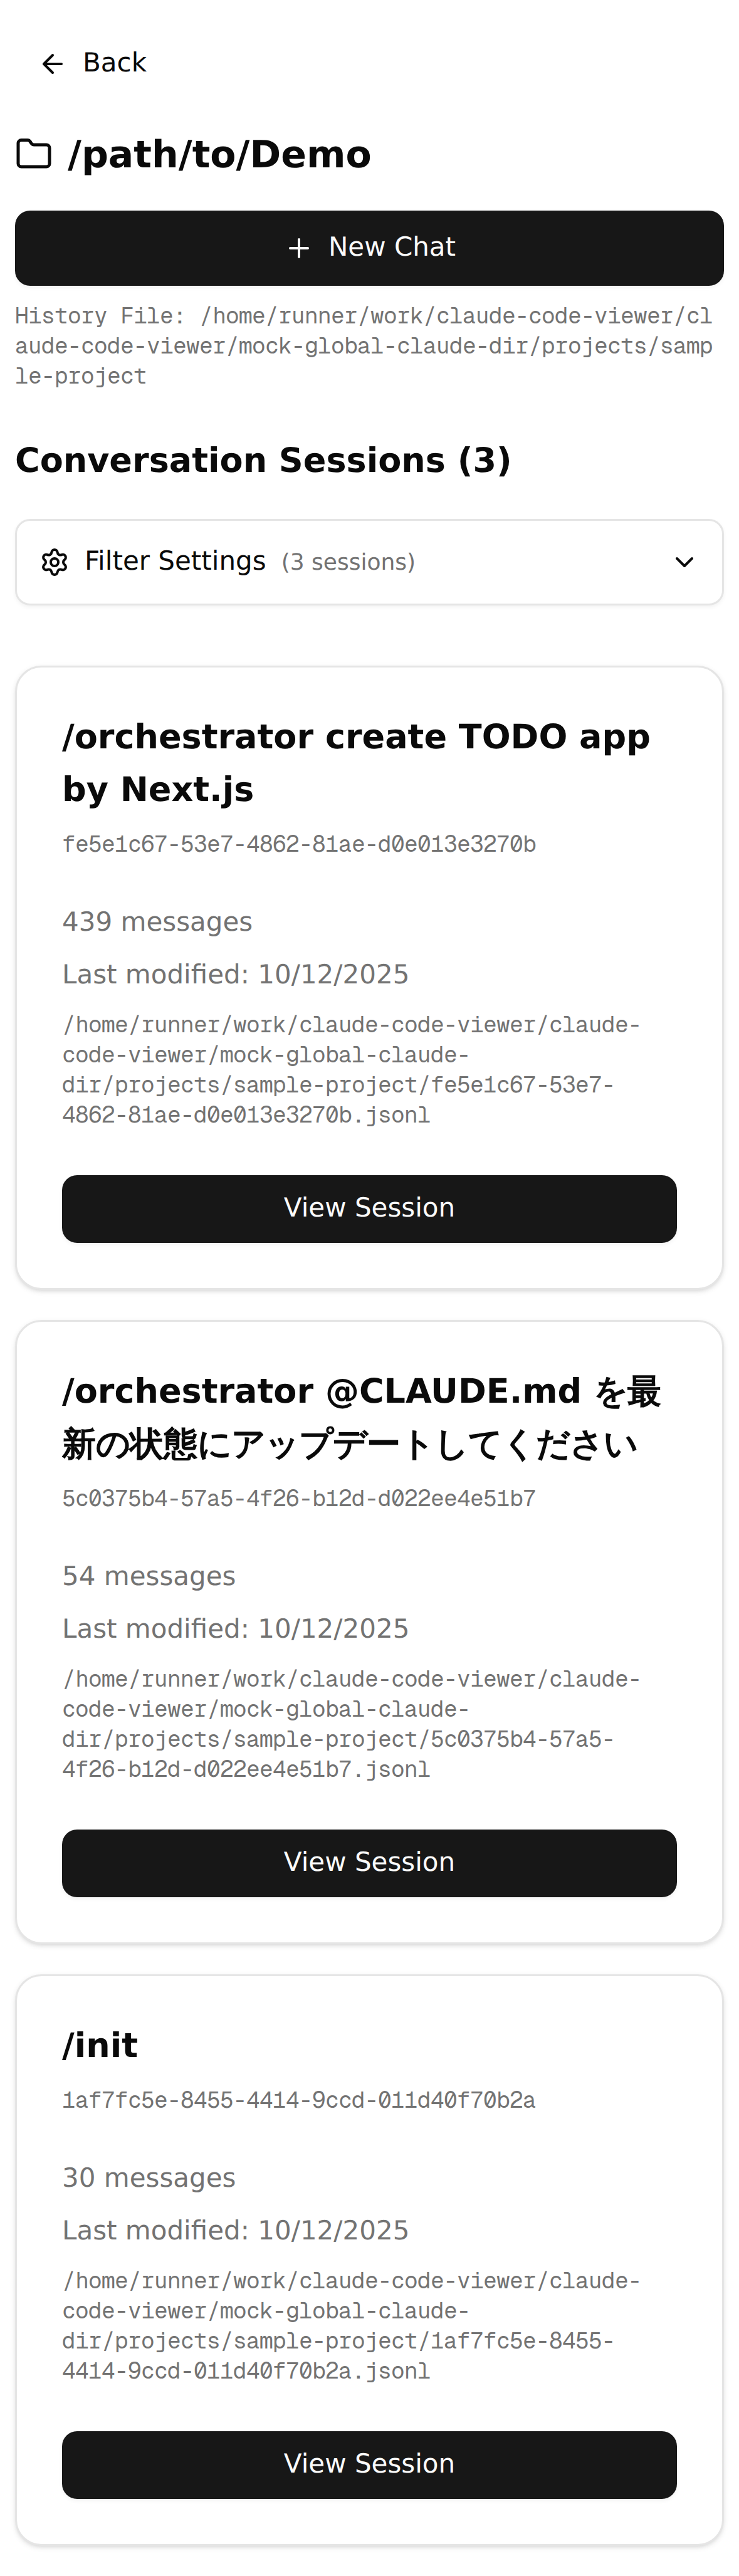 Back
/path/to/Demo
New Chat
History File: /home/runner/work/claude-code-viewer/cl
aude-code-viewer/mock-global-claude-dir/projects/samp
le-project
Conversation Sessions (3)
Filter Settings (3 sessions)
/orchestrator create TODO app
by Next.js
fe5e1c67-53e7-4862-81ae-d0e013e3270b
439 messages
Last modified: 10/12/2025
/home/runner/work/claude-code-viewer/claude-
code-viewer/mock-global-claude-
dir/projects/sample-project/fe5e1c67-53e7-
4862-81ae-d0e013e3270b.jsonl
View Session
/orchestrator @CLAUDE.md を最
新の状態にアップデートしてください
5c0375b4-57a5-4f26-b12d-d022ee4e51b7
54 messages
Last modified: 10/12/2025
/home/runner/work/claude-code-viewer/claude-
code-viewer/mock-global-claude-
dir/projects/sample-project/5c0375b4-57a5-
4f26-b12d-d022ee4e51b7.jsonl
View Session
/init
1af7fc5e-8455-4414-9ccd-011d40f70b2a
30 messages
Last modified: 10/12/2025
/home/runner/work/claude-code-viewer/claude-
code-viewer/mock-global-claude-
dir/projects/sample-project/1af7fc5e-8455-
4414-9ccd-011d40f70b2a.jsonl
View Session